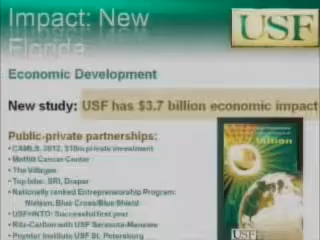 Impact: New
Florida
USF
Economic Development
New study: USF has $3.7 billion economic impact
Public-private partnerships:
• CAMLS, 2012, $18m private investment
• Moffitt Cancer Center
• The Villages
• Top labs: SRI, Draper
• Nationally ranked Entrepreneurship Program:
Nielsen, Blue Cross/Blue Shield
• Successful first year
• Ritz-Carlton with USF Sarasota-Manatee
• Poynter Institute USF St. Petersburg
billion
USF